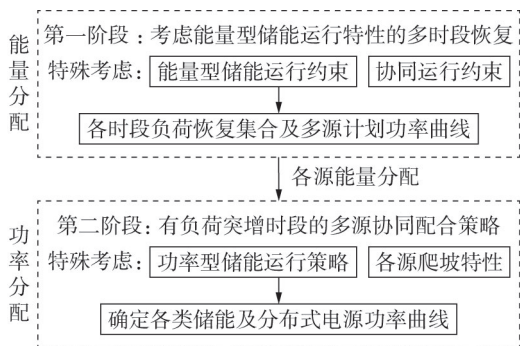 能量分配
第一阶段：考虑能量型储能运行特性的多时段恢复
特殊考虑：能量型储能运行约束 协同运行约束
各时段负荷恢复集合及多源计划功率曲线
各源能量分配
功率分配
第二阶段：有负荷突增时段的多源协同配合策略
特殊考虑：功率型储能运行策略 各源爬坡特性
确定各类储能及分布式电源功率曲线